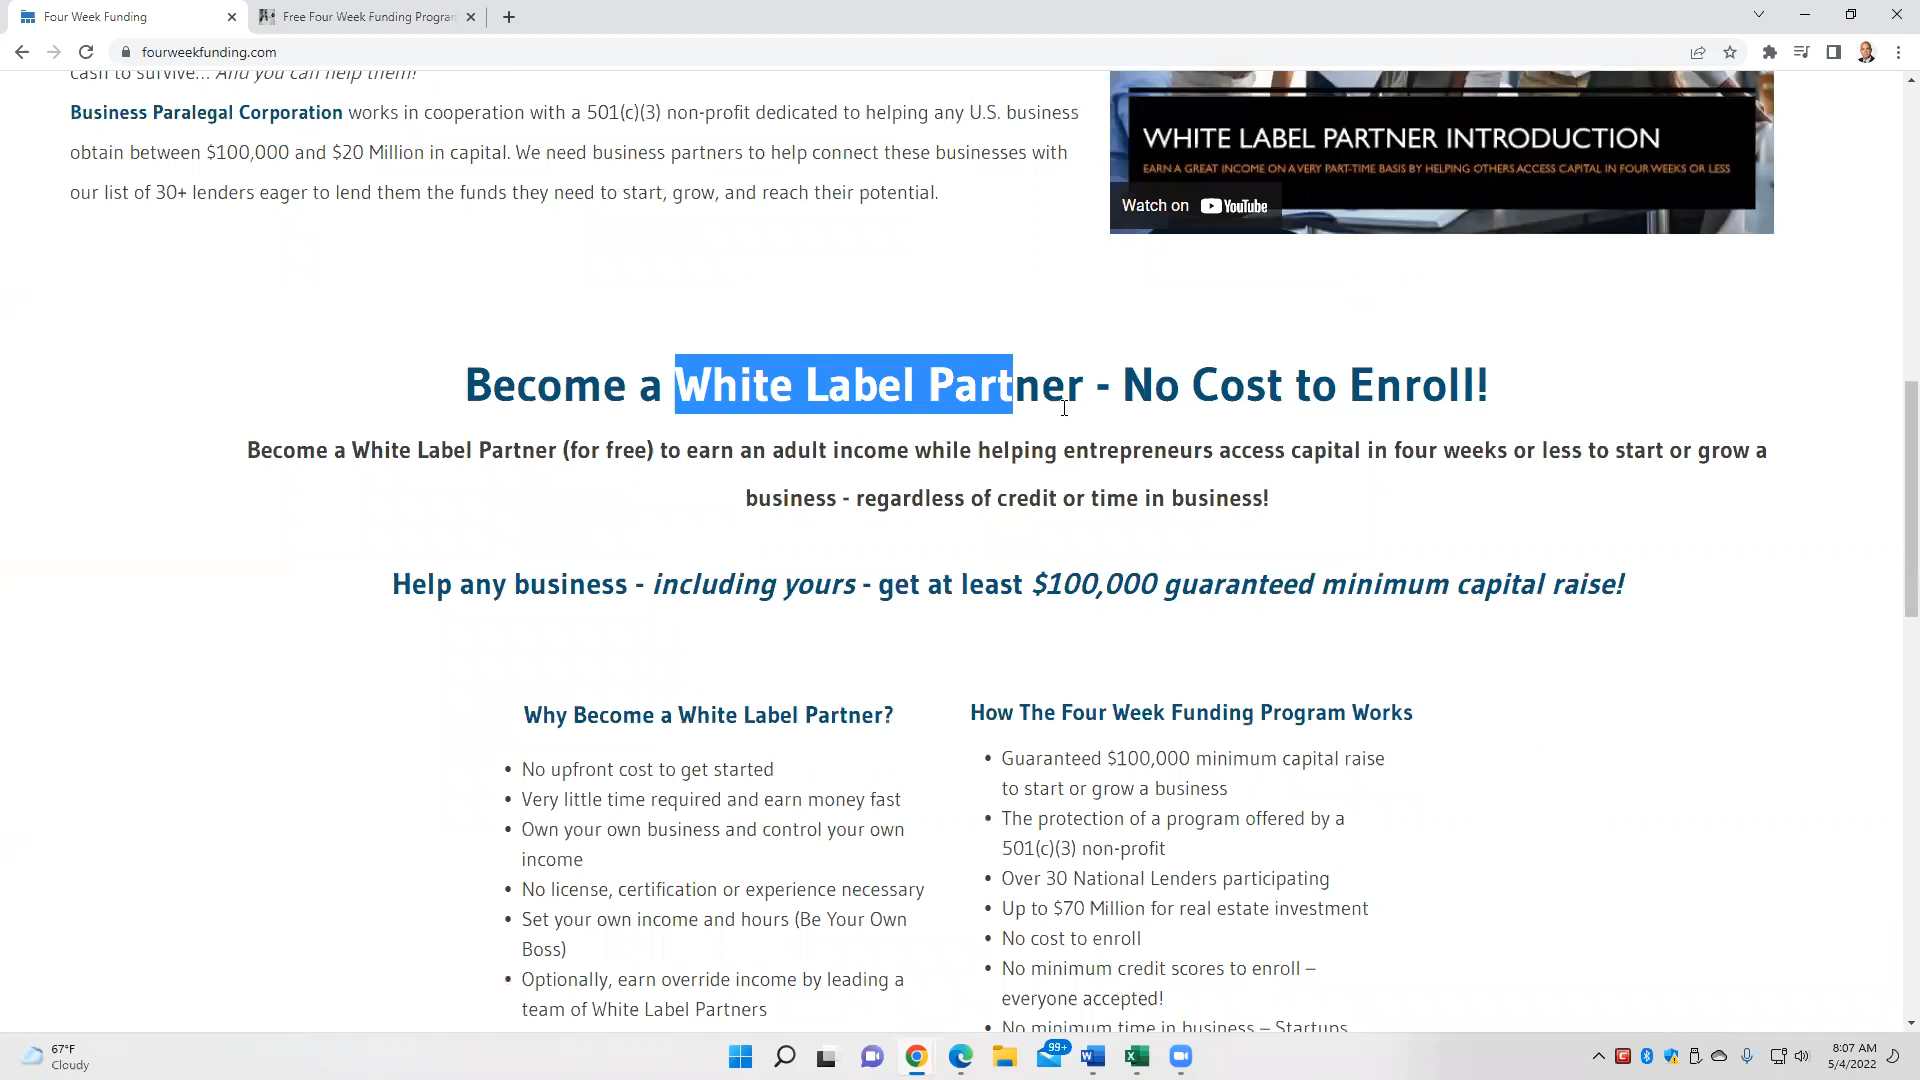 Four Week Funding
Free Four Week Funding Program
fourweekfunding.com
cash to survive... And you can help them!
Business Paralegal Corporation works in cooperation with a 501(c)(3) non-profit dedicated to helping any U.S. business
obtain between $100,000 and $20 Million in capital. We need business partners to help connect these businesses with
our list of 30+ lenders eager to lend them the funds they need to start, grow, and reach their potential.
WHITE LABEL PARTNER INTRODUCTION
EARN A GREAT INCOME ON A VERY PART-TIME BASIS BY HELPING OTHERS ACCESS CAPITAL IN FOUR WEEKS OR LESS
Watch on YouTube
Become a White Label Partner - No Cost to Enroll!
Become a White Label Partner (for free) to earn an adult income while helping entrepreneurs access capital in four weeks or less to start or grow a
business - regardless of credit or time in business!
Help any business - including yours - get at least $100,000 guaranteed minimum capital raise!
Why Become a White Label Partner?
• No upfront cost to get started
• Very little time required and earn money fast
• Own your own business and control your own
income
• No license, certification or experience necessary
• Set your own income and hours (Be Your Own
Boss)
• Optionally, earn override income by leading a
team of White Label Partners
How The Four Week Funding Program Works
• Guaranteed $100,000 minimum capital raise
to start or grow a business
• The protection of a program offered by a
501(c)(3) non-profit
• Over 30 National Lenders participating
• Up to $70 Million for real estate investment
• No cost to enroll
• No minimum credit scores to enroll –
everyone accepted!
• No minimum time in business – Startups
67°F
Cloudy
99+
8:07 AM
5/4/2022